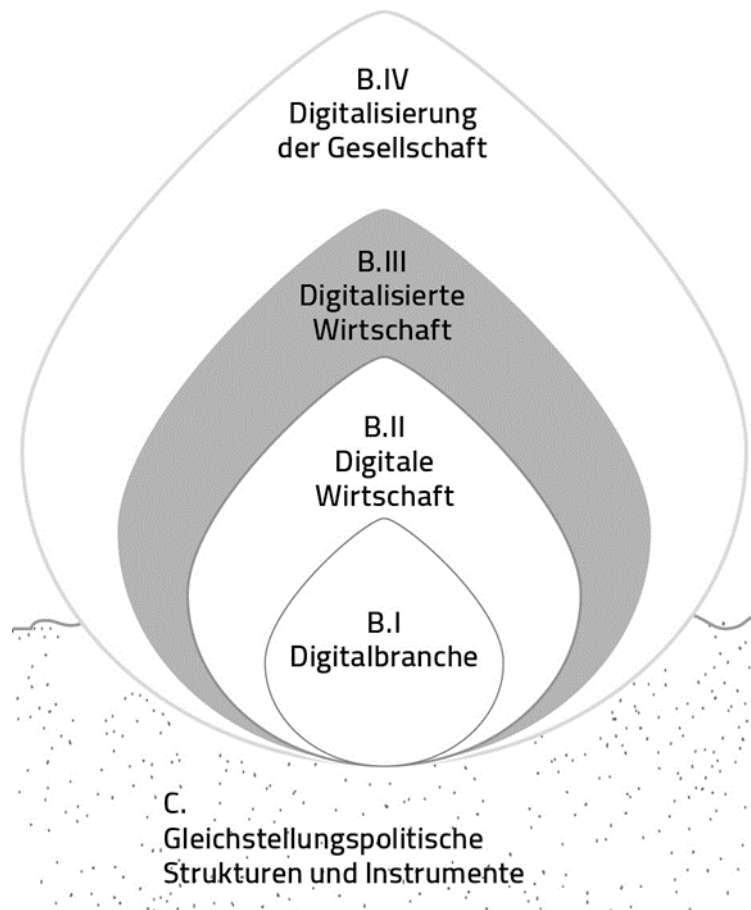 B.IV
Digitalisierung
der Gesellschaft
B.III
Digitalisierte
Wirtschaft
B.II
Digitale
Wirtschaft
B.I
Digitalbranche
C.
Gleichstellungspolitische
Strukturen und Instrumente